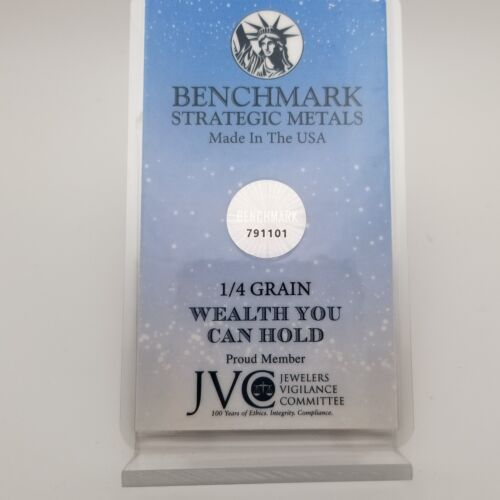 BENCHMARK
STRATEGIC METALS
Made In The USA
BENCHMARK
791101
1/4 GRAIN
WEALTH YOU
CAN HOLD
Proud Member
JVC JEWELERS
VIGILANCE
COMMITTEE
100 Years of Ethics. Integrity. Compliance.